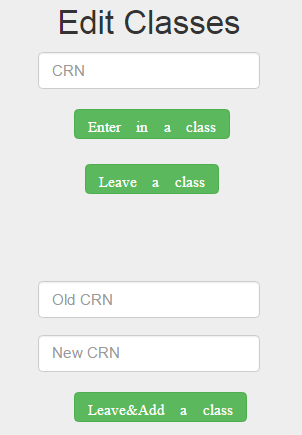 Edit Classes
CRN
Enter in a class
Leave a class
Old CRN
New CRN
Leave&Add a class